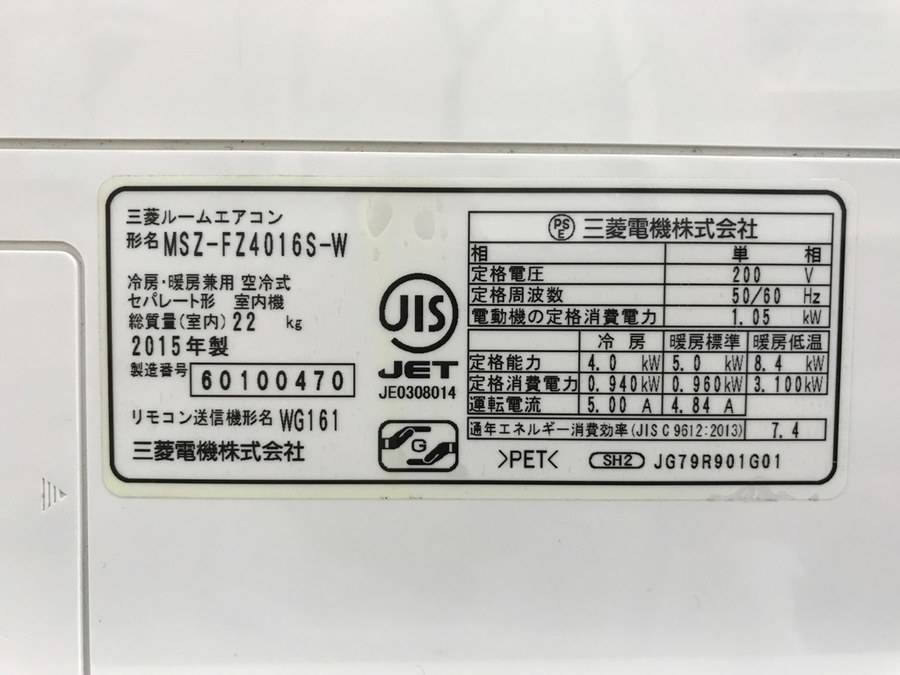 三菱ルームエアコン
形名 MSZ-FZ4016S-W
冷房・暖房兼用 空冷式
セパレート形 室内機
総質量(室内) 22 kg
2015年製
製造番号 60100470
リモコン送信機形名 WG161
三菱電機株式会社
JIS
JET
JE0308014
G
PS E 三菱電機株式会社
相 単 相
定格電圧 200 V
定格周波数 50/60 Hz
電動機の定格消費電力 1.05 kW
冷 房 暖房標準 暖房低温
定格能力 4.0 kW 5.0 kW 8.4 kW
定格消費電力 0.940 kW 0.960 kW 3.100 kW
運転電流 5.00 A 4.84 A
通年エネルギー消費効率(JIS C 9612:2013) 7.4
>PET< SH2 JG79R901G01